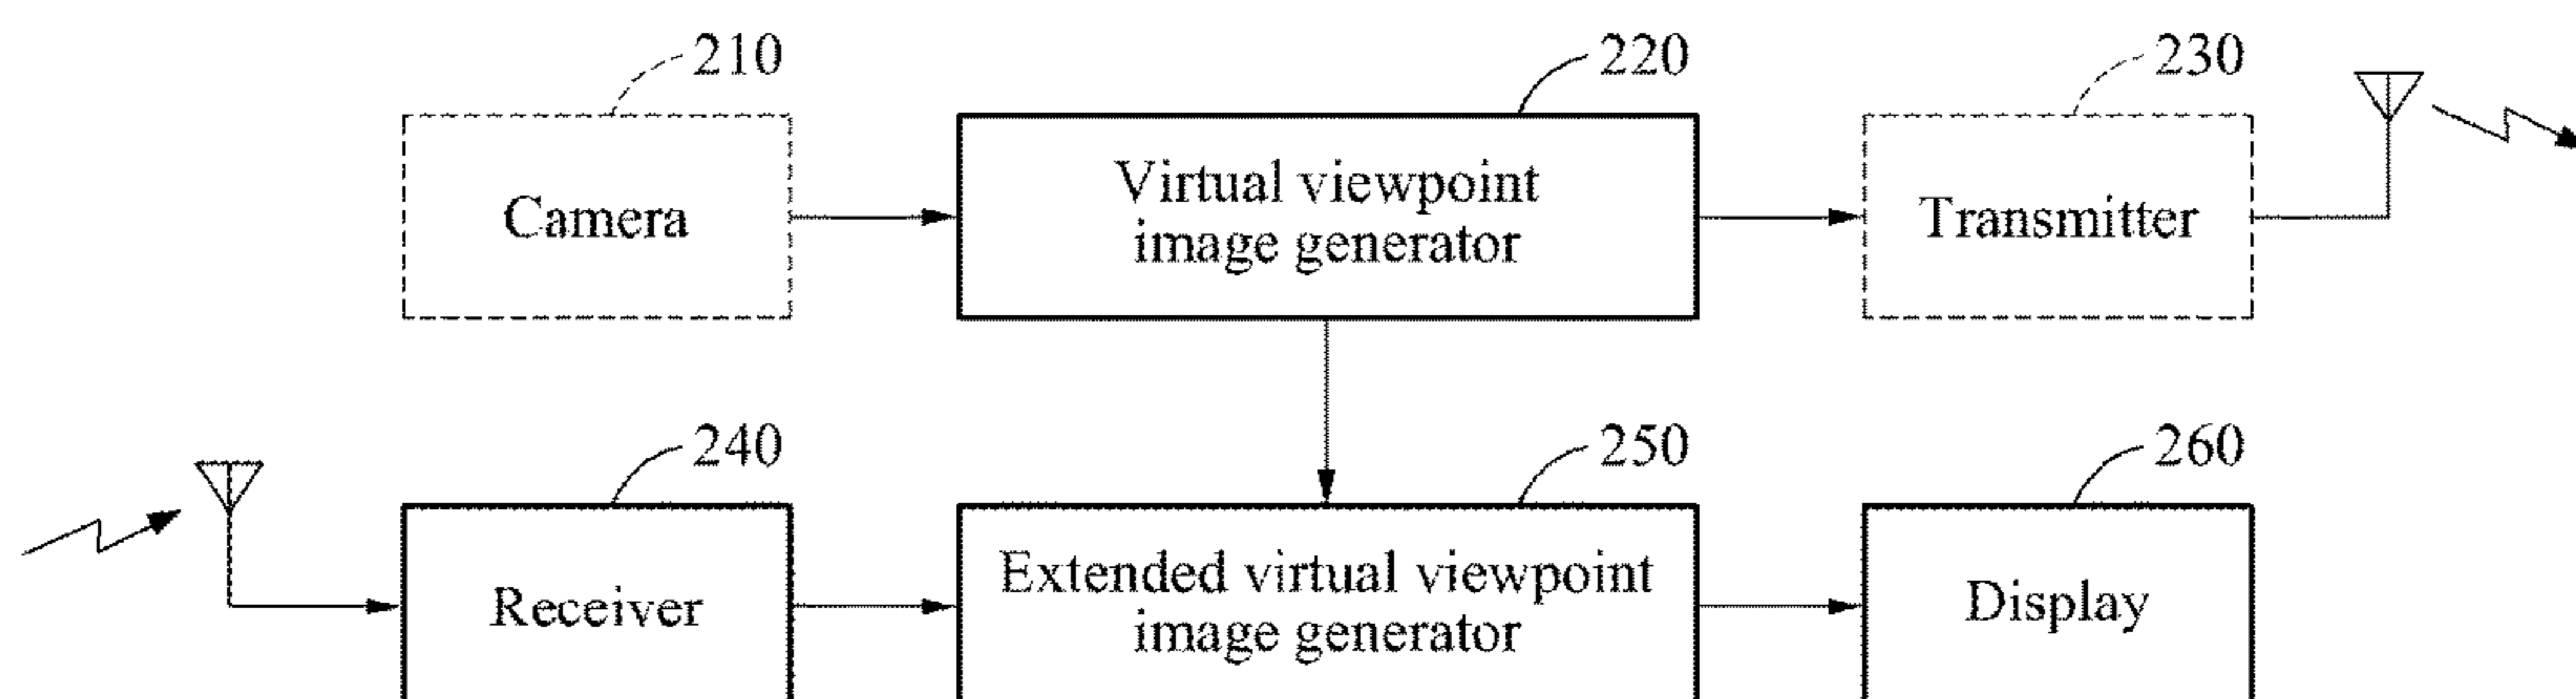 210
220
230
Camera
Virtual viewpoint
image generator
Transmitter
240
250
260
Receiver
Extended virtual viewpoint
image generator
Display